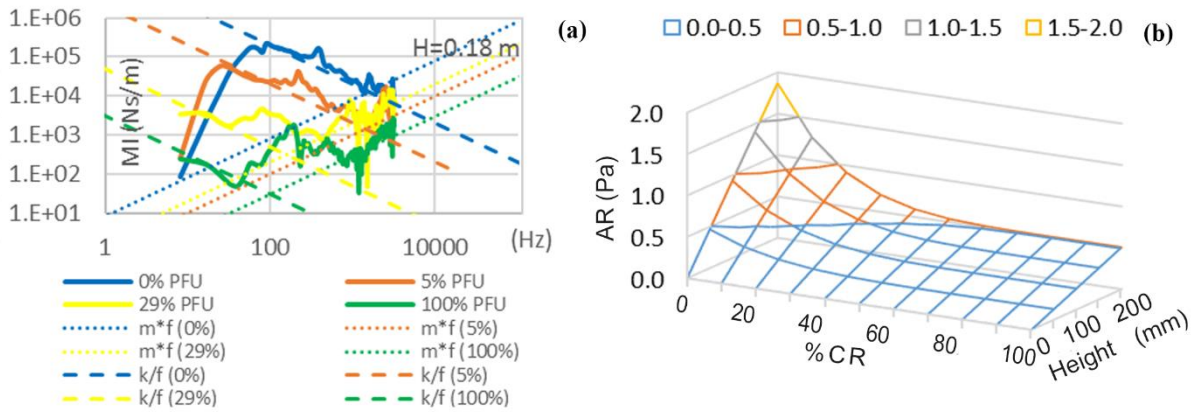 1.E+06
1.E+05
1.E+04
1.E+03
1.E+02
1.E+01
MI (Ns/m)
H=0.18 m
(a)
1 100 10000 (Hz)
0% PFU 5% PFU
29% PFU 100% PFU
m*f (0%) m*f (5%)
m*f (29%) m*f (100%)
k/f (0%) k/f (5%)
k/f (29%) k/f (100%)
0.0-0.5 0.5-1.0 1.0-1.5 1.5-2.0 (b)
2.0
1.5
1.0
0.5
0.0
AR (Pa)
0 20 40 60 80 100
%CR
0 100 200
Height (mm)